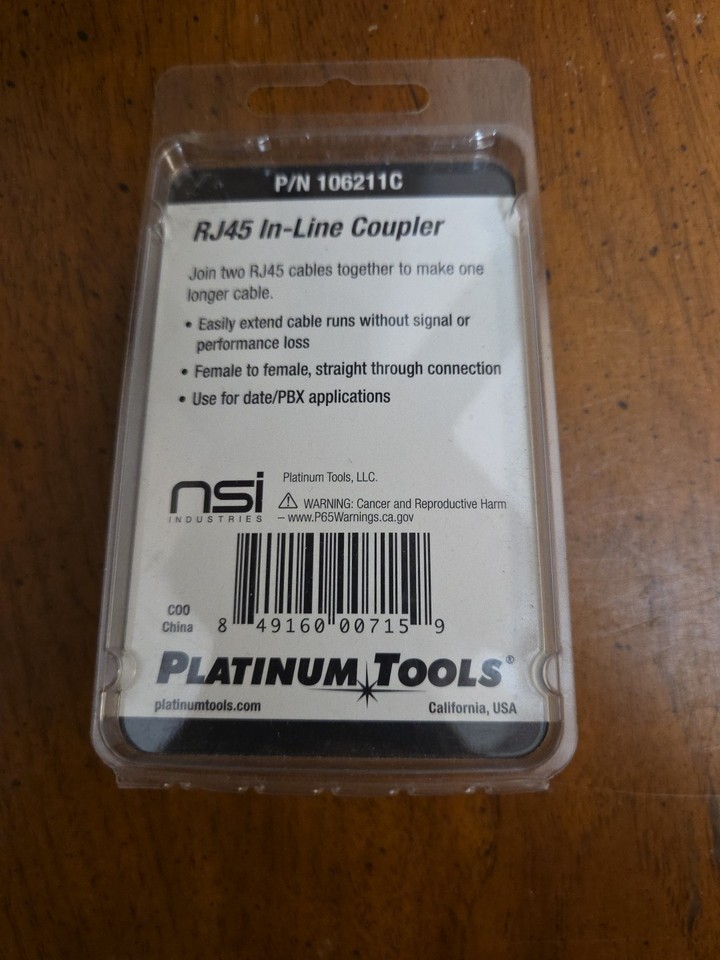 P/N 106211C
RJ45 In-Line Coupler
Join two RJ45 cables together to make one
longer cable.
• Easily extend cable runs without signal or
performance loss
• Female to female, straight through connection
• Use for date/PBX applications
nsi
INDUSTRIES
Platinum Tools, LLC.
⚠ WARNING: Cancer and Reproductive Harm
– www.P65Warnings.ca.gov
COO
China
8 49160 00715 9
PLATINUM TOOLS®
platinumtools.com
California, USA